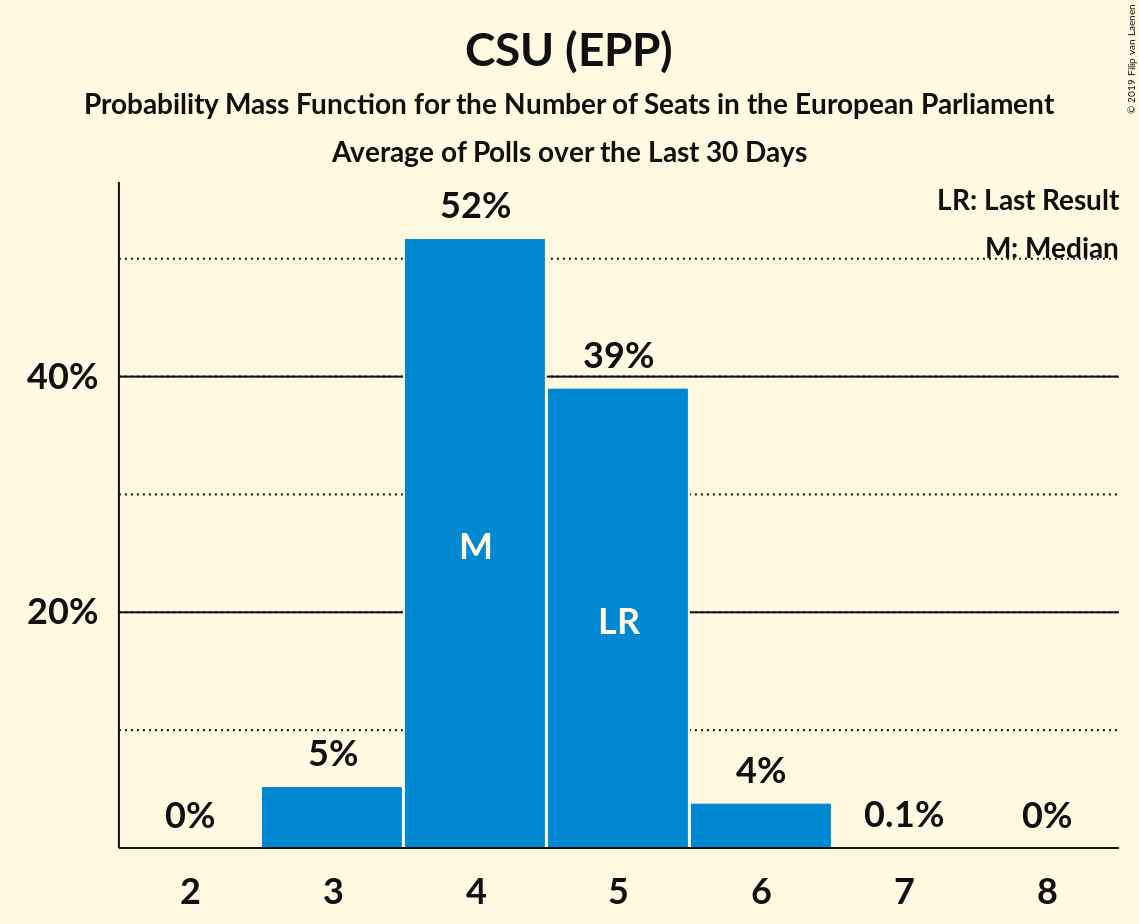 CSU (EPP)
Probability Mass Function for the Number of Seats in the European Parliament
Average of Polls over the Last 30 Days
© 2019 Filip van Laenen
LR: Last Result
M: Median
52%
39%
40%
M
LR
20%
5%
4%
0%
0.1%
0%
2 3 4 5 6 7 8